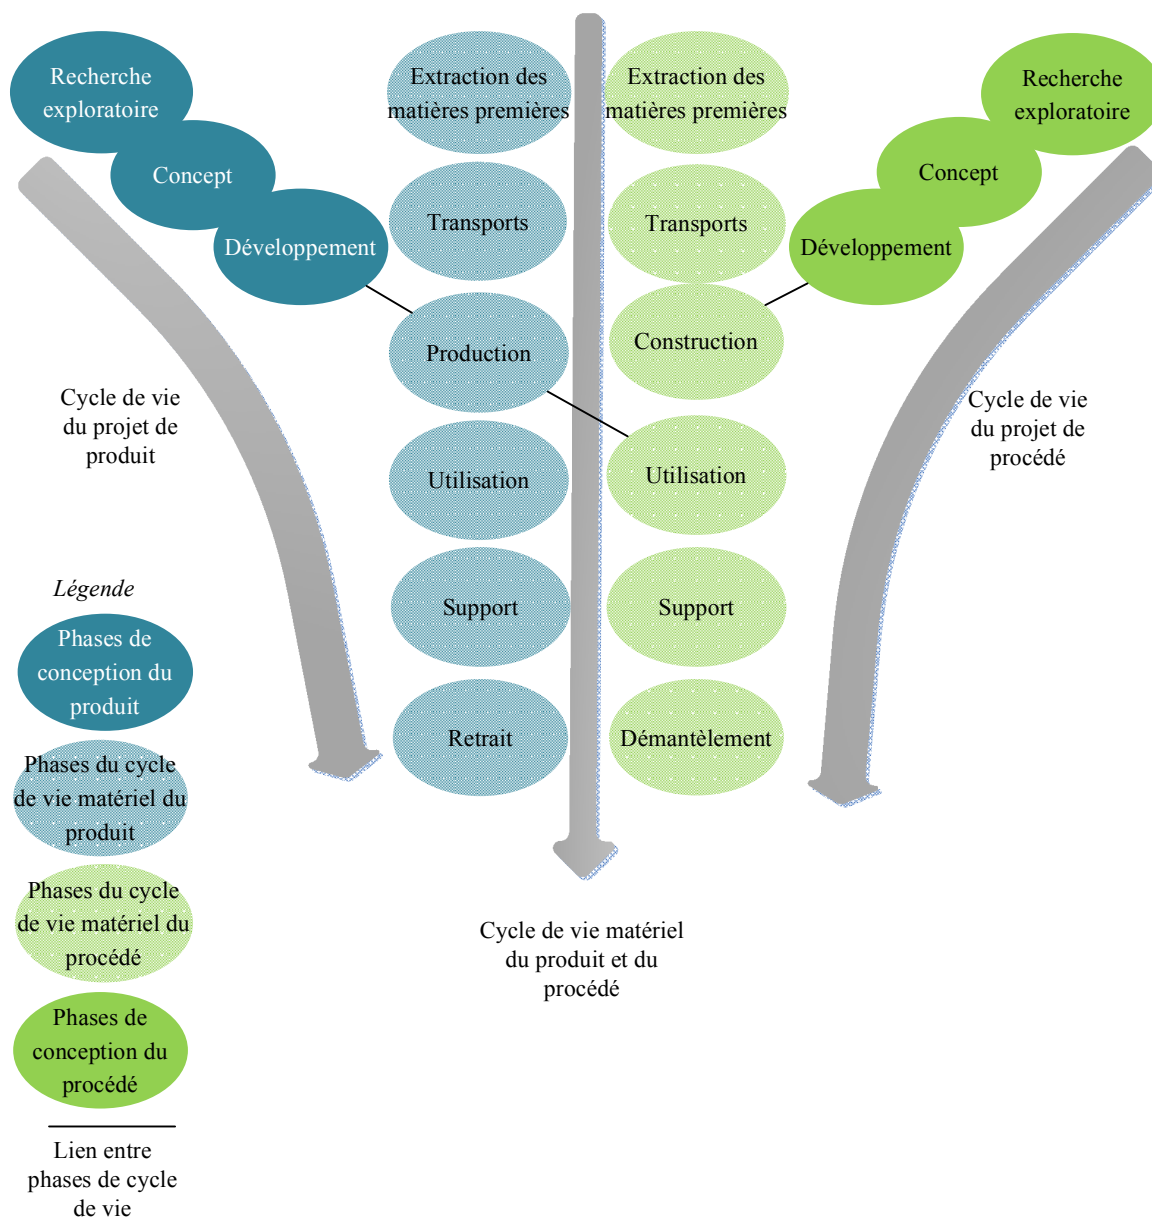 Recherche
exploratoire
Concept
Développement
Extraction des
matières premières
Transports
Production
Utilisation
Support
Retrait
Extraction des
matières premières
Transports
Construction
Utilisation
Support
Démantèlement
Recherche
exploratoire
Concept
Développement
Cycle de vie
du projet de
produit
Cycle de vie
du projet de
procédé
Cycle de vie matériel
du produit et du
procédé
Légende
Phases de
conception du
produit
Phases du cycle
de vie matériel du
produit
Phases du cycle
de vie matériel du
procédé
Phases de
conception du
procédé
Lien entre
phases de cycle
de vie